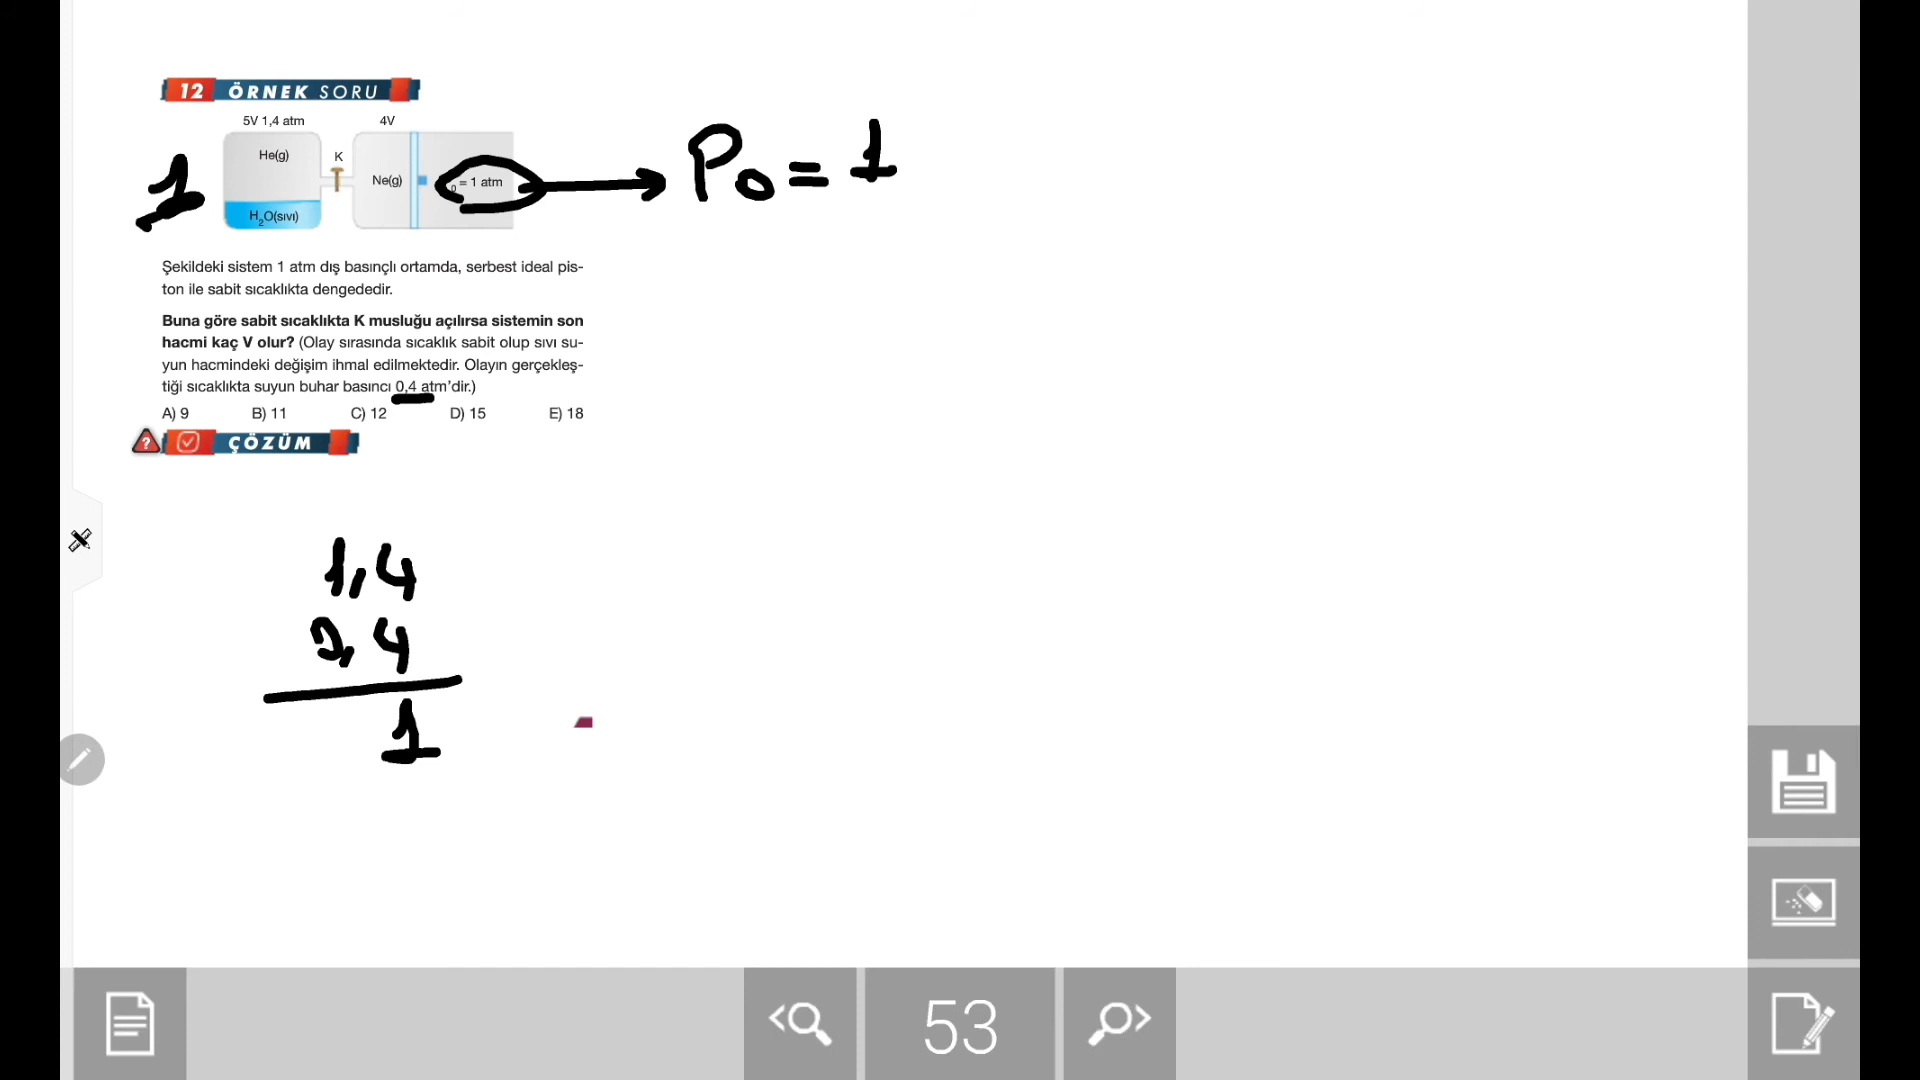 12 ÖRNEK SORU
5V 1,4 atm 4V
He(g)
K
1
Ne(g)
0 = 1 atm
P0 = 1
H2O(sıvı)
Şekildeki sistem 1 atm dış basınçlı ortamda, serbest ideal pis-
ton ile sabit sıcaklıkta dengededir.
Buna göre sabit sıcaklıkta K musluğu açılırsa sistemin son
hacmi kaç V olur? (Olay sırasında sıcaklık sabit olup sıvı su-
yun hacmindeki değişim ihmal edilmektedir. Olayın gerçekleş-
tiği sıcaklıkta suyun buhar basıncı 0,4 atm'dir.)
A) 9 B) 11 C) 12 D) 15 E) 18
? ÇÖZÜM
1,4
0,4
1
53